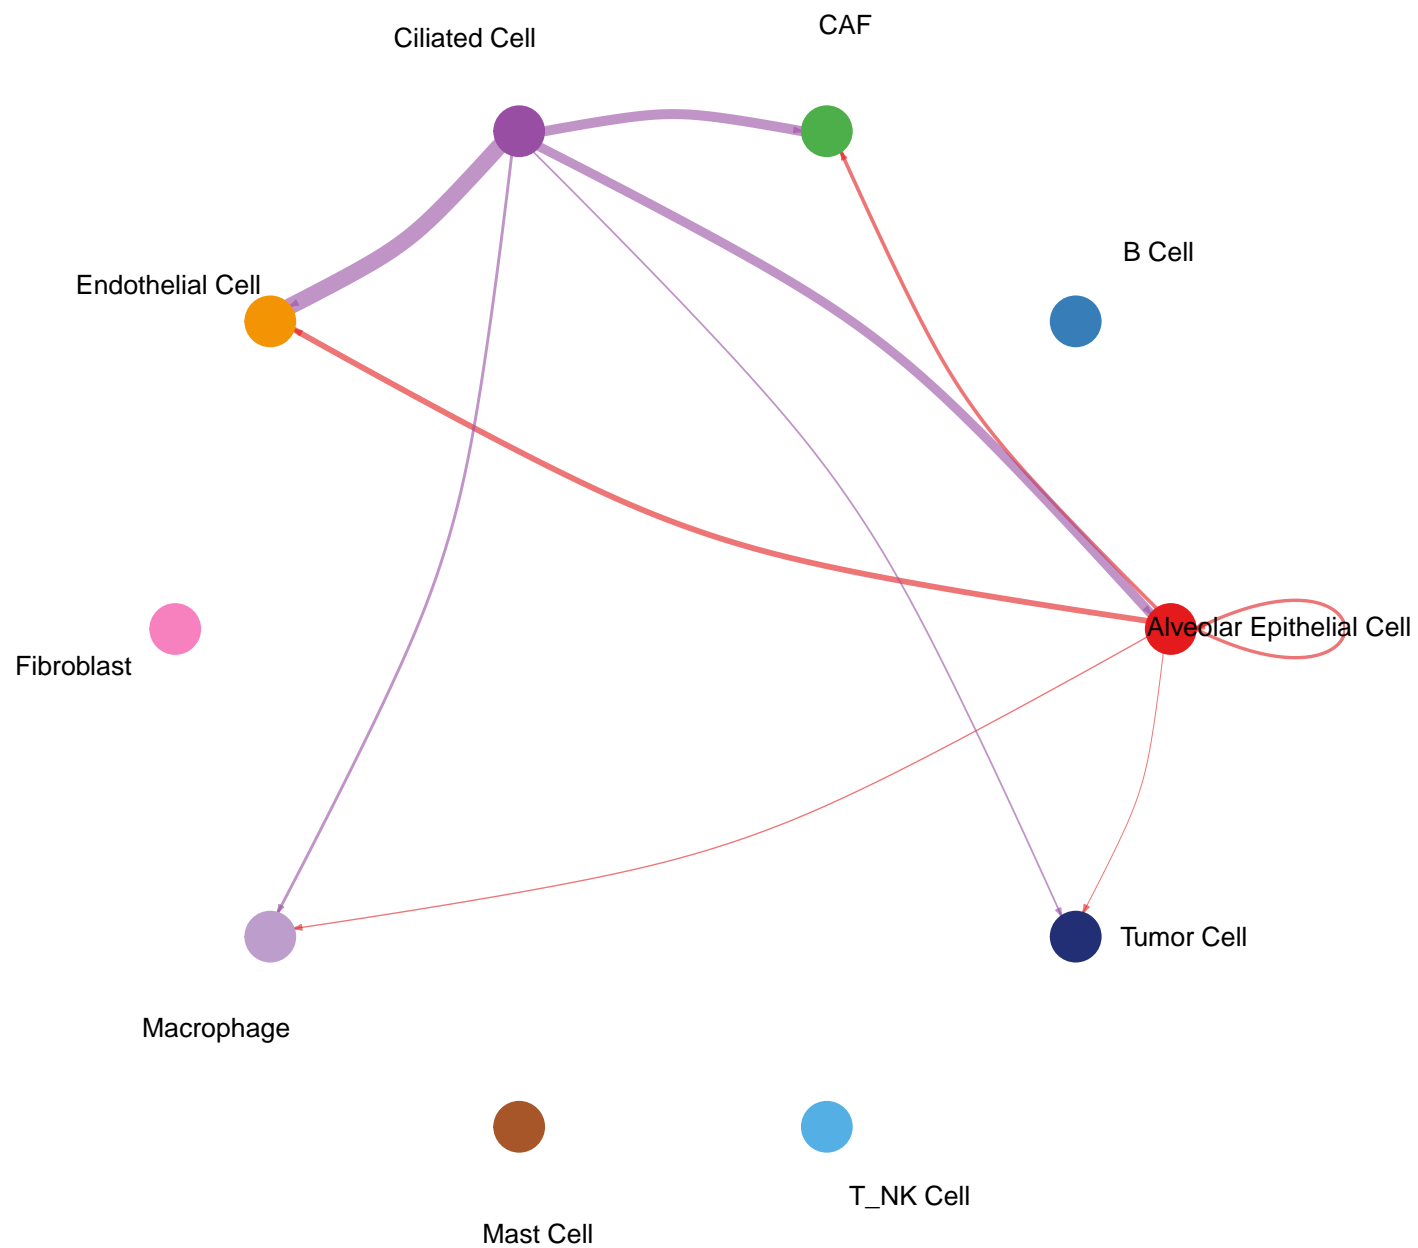 CAF
Ciliated Cell
B Cell
Endothelial Cell
Alveolar Epithelial Cell
Fibroblast
Tumor Cell
Macrophage
T_NK Cell
Mast Cell